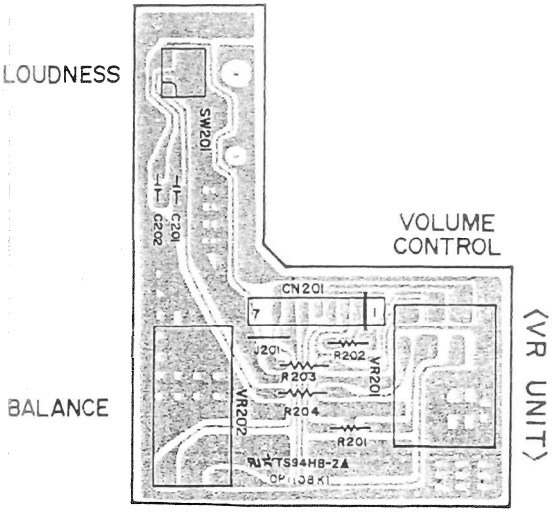 LOUDNESS
SW201
C201
C202
VOLUME
CONTROL
CN201
7
1
J201
R202
VR201
R203
R204
R201
VR202
BALANCE
<VR UNIT>
TS94HB-2